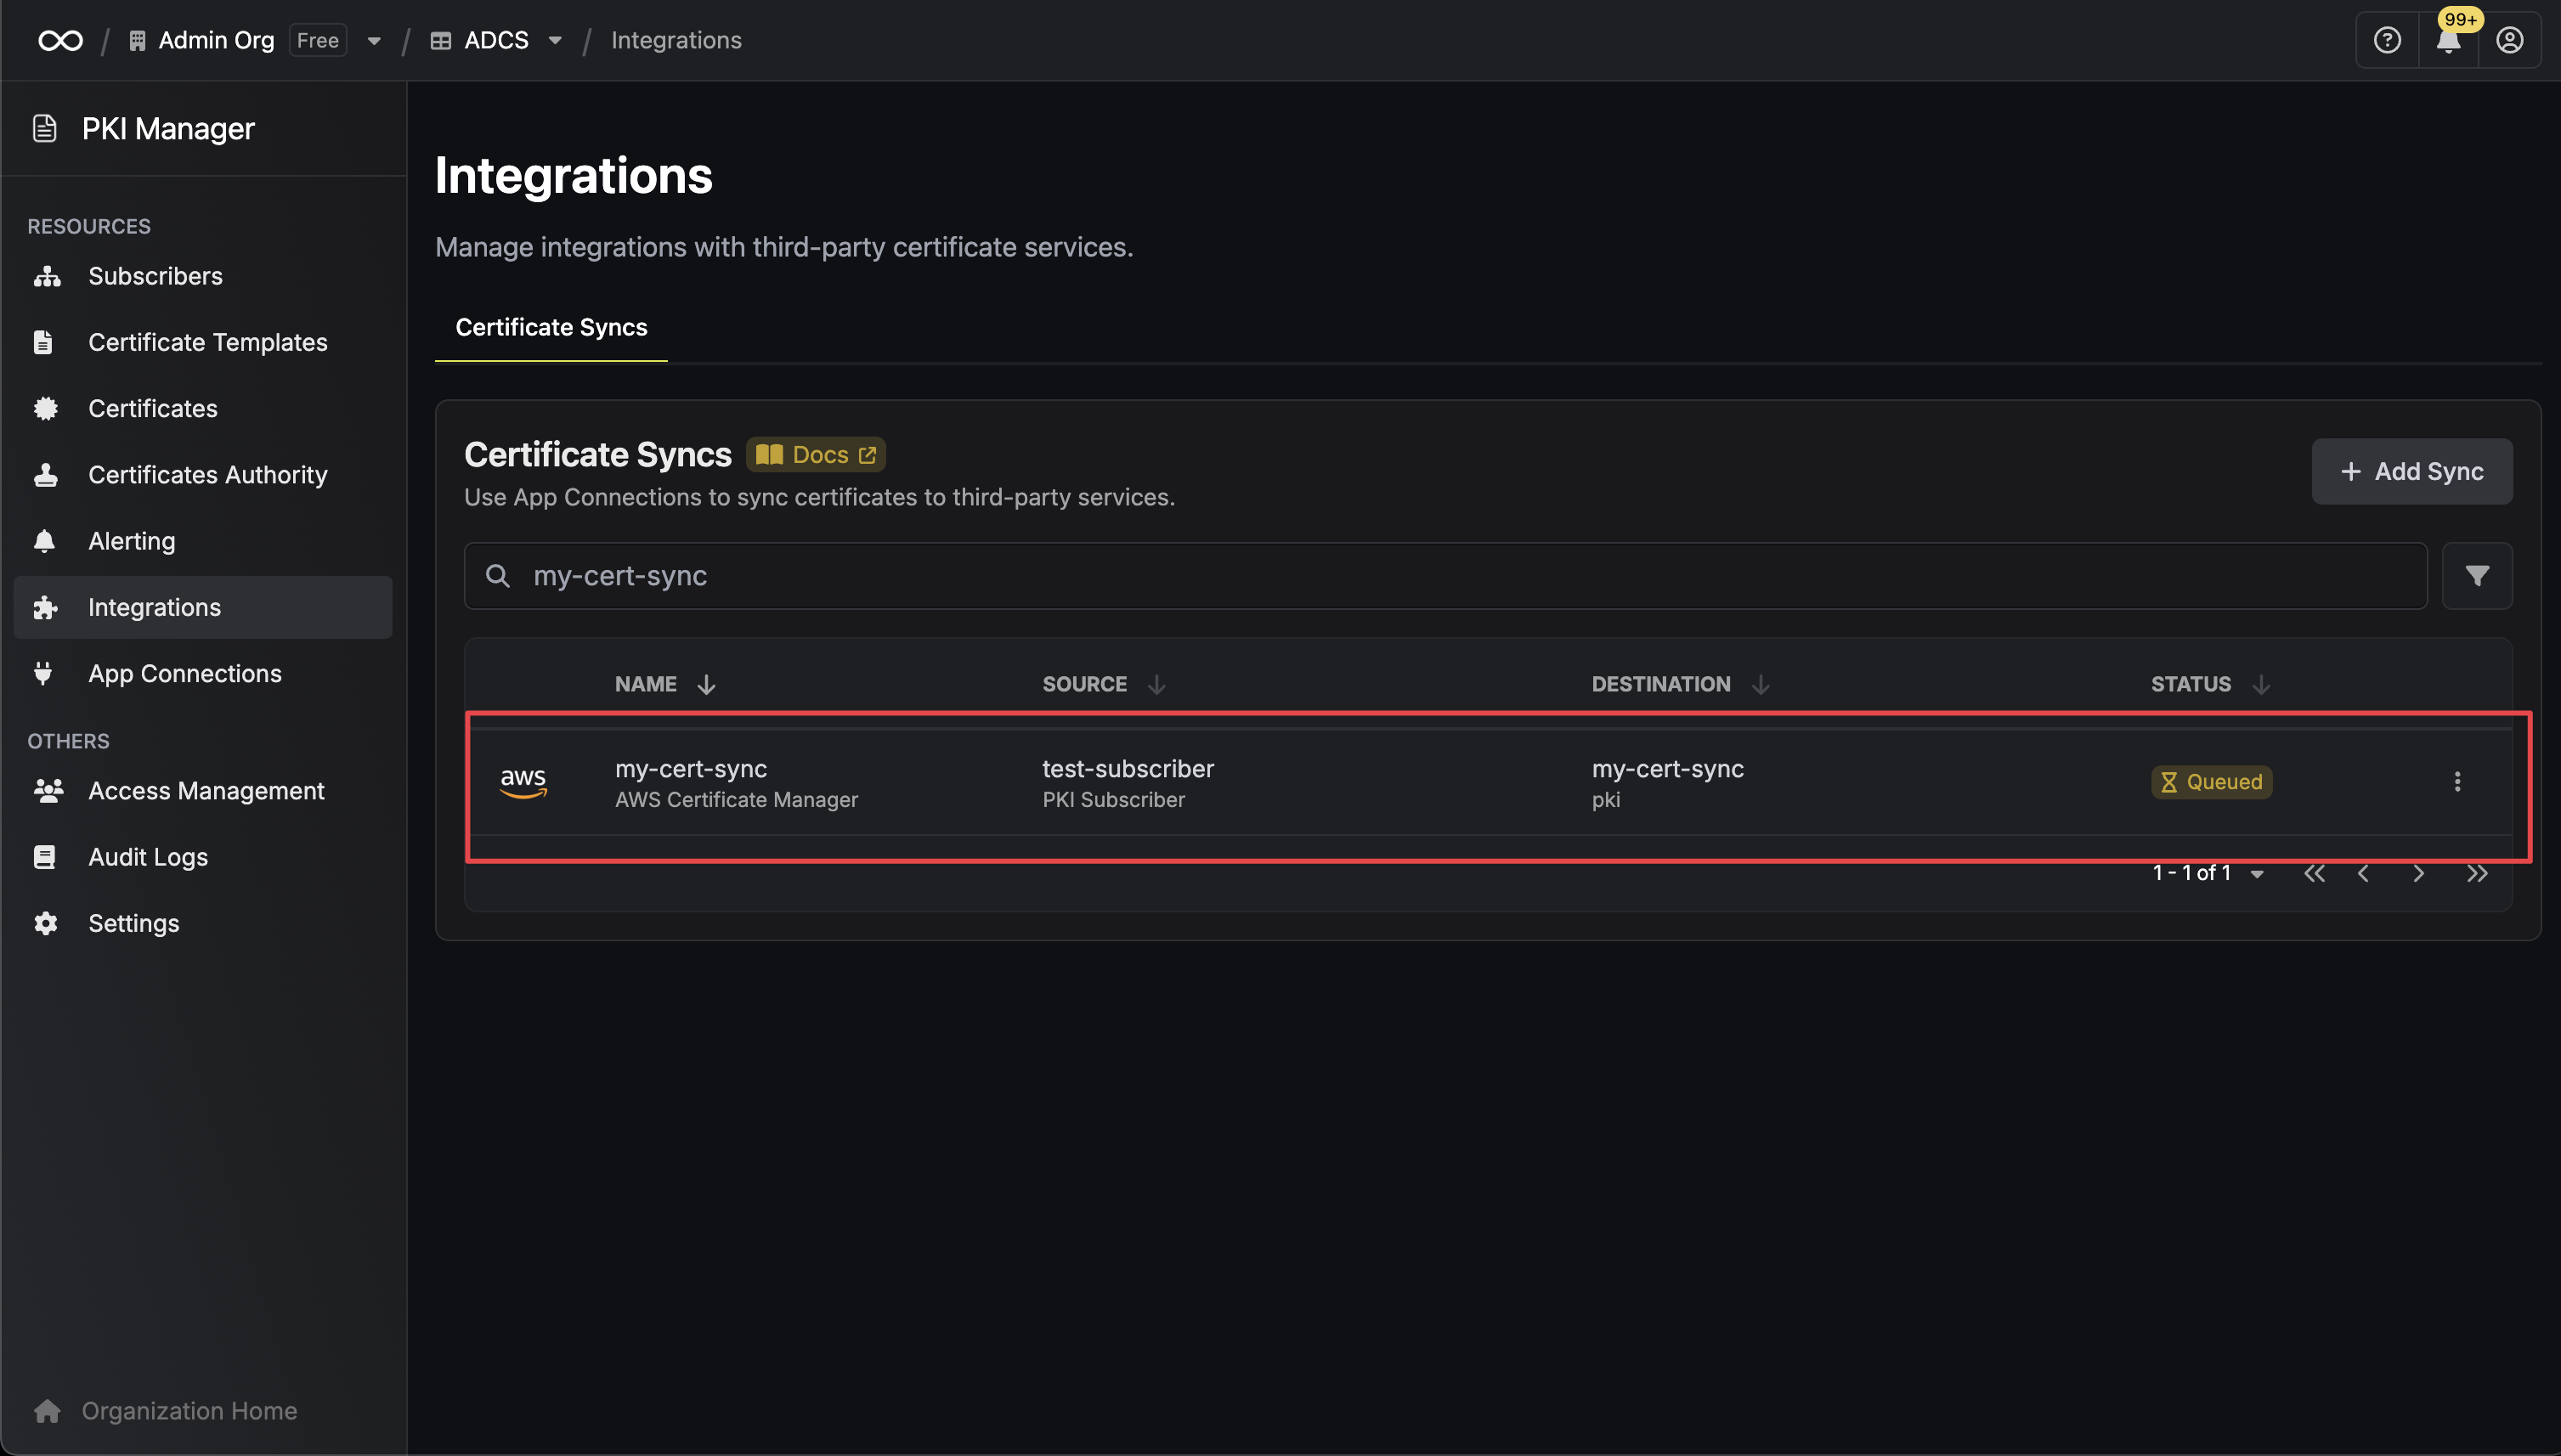 Admin Org Free ADCS Integrations 99+
PKI Manager
RESOURCES
Subscribers
Certificate Templates
Certificates
Certificates Authority
Alerting
Integrations
App Connections
OTHERS
Access Management
Audit Logs
Settings
Organization Home
Integrations
Manage integrations with third-party certificate services.
Certificate Syncs
Certificate Syncs Docs
Use App Connections to sync certificates to third-party services.
+ Add Sync
my-cert-sync
NAME SOURCE DESTINATION STATUS
aws my-cert-sync test-subscriber my-cert-sync Queued
AWS Certificate Manager PKI Subscriber pki
1 - 1 of 1